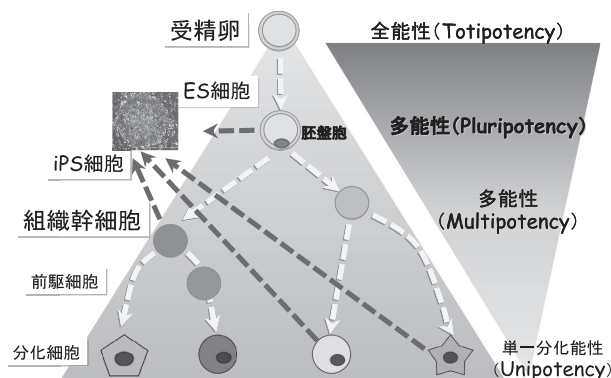 受精卵
全能性(Totipotency)
ES細胞
胚盤胞
多能性(Pluripotency)
iPS細胞
多能性
(Multipotency)
組織幹細胞
前駆細胞
分化細胞
単一分化能性
(Unipotency)